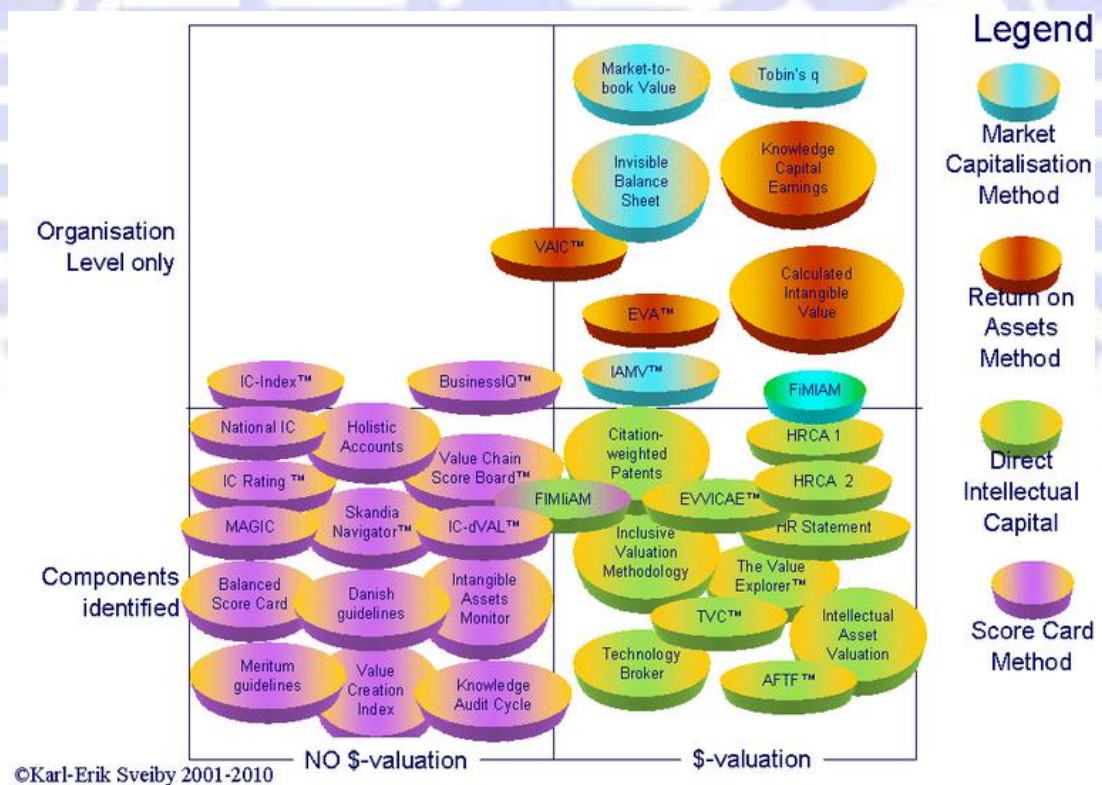 Legend
Market-to-
book Value
Tobin's q
Market
Capitalisation
Method
Invisible
Balance
Sheet
Knowledge
Capital
Earnings
Organisation
Level only
VAIC™
Calculated
Intangible
Value
EVA™
Return on
Assets
Method
IC-Index™
BusinessIQ™
IAMV™
FiMIAM
National IC
Holistic
Accounts
Citation-
weighted
Patents
HRCA 1
Value Chain
Score Board™
IC Rating ™
HRCA 2
FIMIiAM
EVVICAE™
Direct
Intellectual
Capital
MAGIC
Skandia
Navigator™
IC-dVAL™
HR Statement
Inclusive
Valuation
Methodology
The Value
Explorer™
Components
identified
Balanced
Score Card
Danish
guidelines
Intangible
Assets
Monitor
TVC™
Intellectual
Asset
Valuation
Score Card
Method
Meritum
guidelines
Value
Creation
Index
Knowledge
Audit Cycle
Technology
Broker
AFTF™
NO $-valuation
$-valuation
©Karl-Erik Sveiby 2001-2010